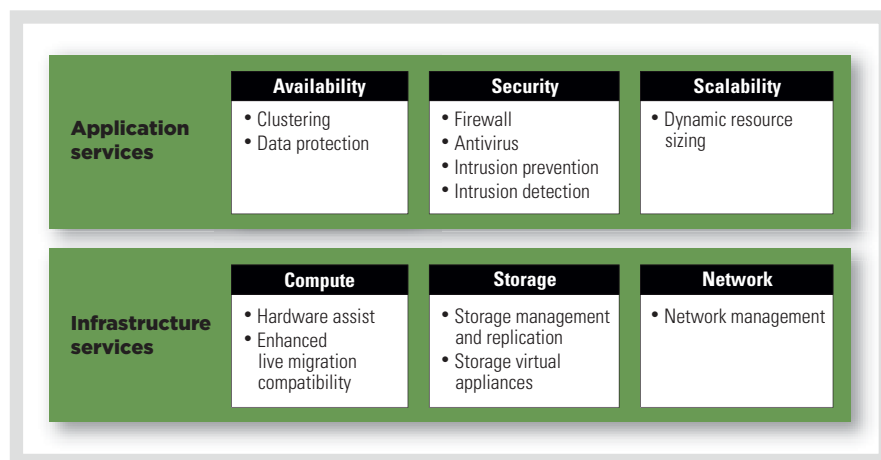 Application
services
Availability
• Clustering
• Data protection
Security
• Firewall
• Antivirus
• Intrusion prevention
• Intrusion detection
Scalability
• Dynamic resource
sizing
Infrastructure
services
Compute
• Hardware assist
• Enhanced
live migration
compatibility
Storage
• Storage management
and replication
• Storage virtual
appliances
Network
• Network management